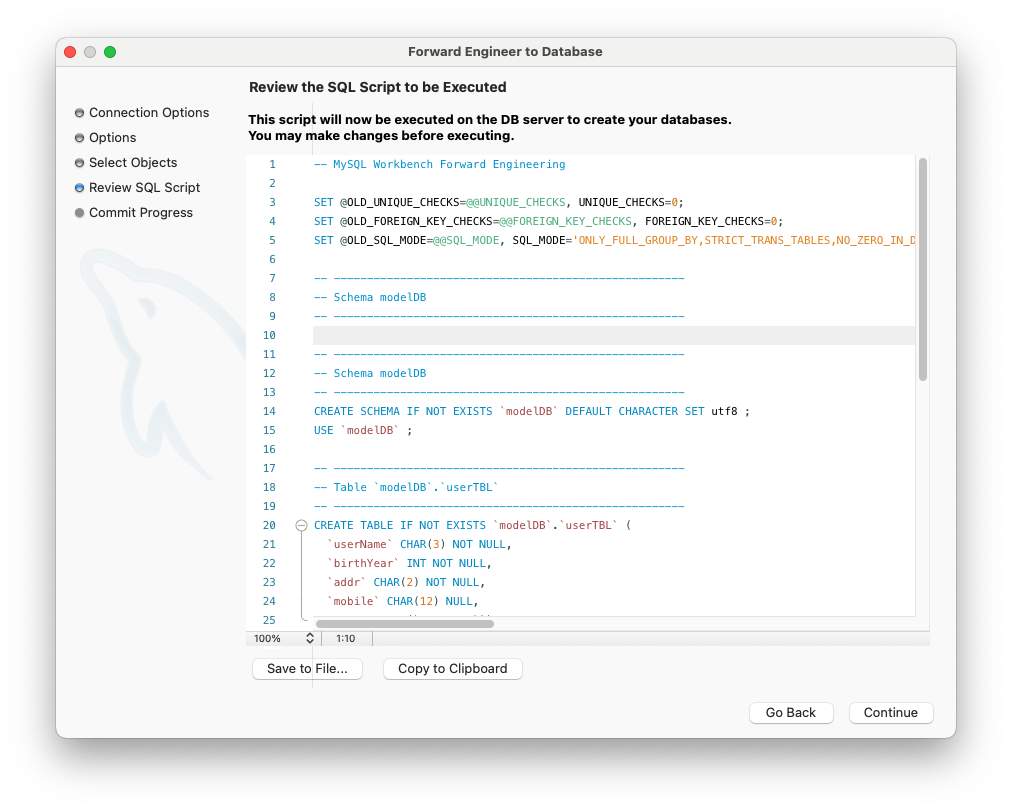 Forward Engineer to Database
Review the SQL Script to be Executed
Connection Options
Options
Select Objects
Review SQL Script
Commit Progress
This script will now be executed on the DB server to create your databases.
You may make changes before executing.
1 -- MySQL Workbench Forward Engineering
2
3 SET @OLD_UNIQUE_CHECKS=@@UNIQUE_CHECKS, UNIQUE_CHECKS=0;
4 SET @OLD_FOREIGN_KEY_CHECKS=@@FOREIGN_KEY_CHECKS, FOREIGN_KEY_CHECKS=0;
5 SET @OLD_SQL_MODE=@@SQL_MODE, SQL_MODE='ONLY_FULL_GROUP_BY,STRICT_TRANS_TABLES,NO_ZERO_IN_D
6
7 -- -----------------------------------------------------
8 -- Schema modelDB
9 -- -----------------------------------------------------
10
11 -- -----------------------------------------------------
12 -- Schema modelDB
13 -- -----------------------------------------------------
14 CREATE SCHEMA IF NOT EXISTS `modelDB` DEFAULT CHARACTER SET utf8 ;
15 USE `modelDB` ;
16
17 -- -----------------------------------------------------
18 -- Table `modelDB`.`userTBL`
19 -- -----------------------------------------------------
20 CREATE TABLE IF NOT EXISTS `modelDB`.`userTBL` (
21 `userName` CHAR(3) NOT NULL,
22 `birthYear` INT NOT NULL,
23 `addr` CHAR(2) NOT NULL,
24 `mobile` CHAR(12) NULL,
25
100% 1:10
Save to File...
Copy to Clipboard
Go Back
Continue